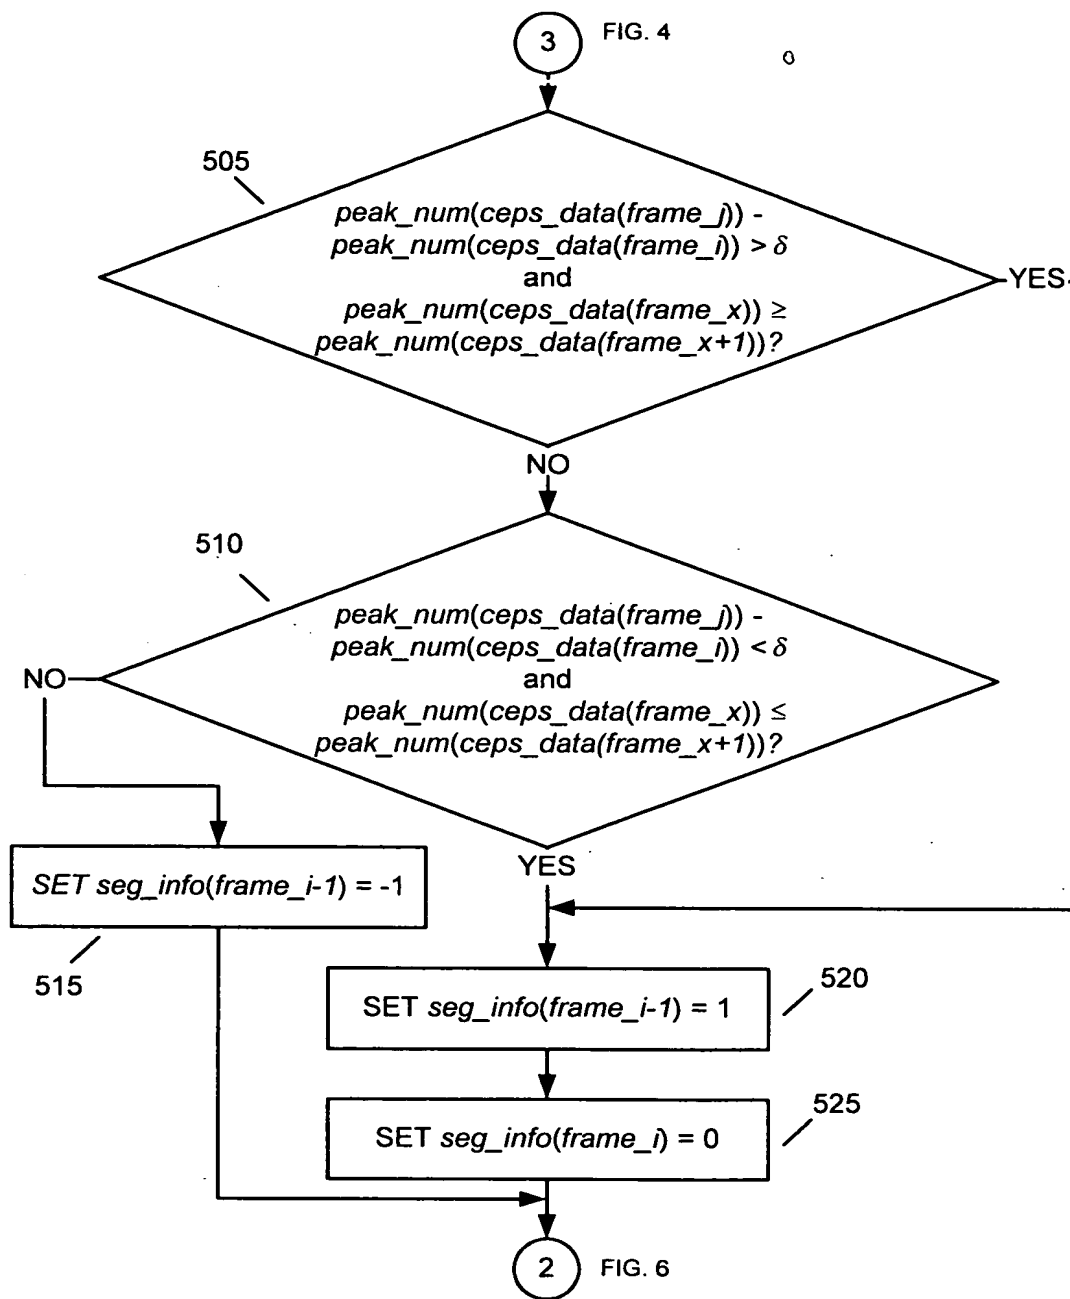 3
FIG. 4
505
peak_num(ceps_data(frame_j)) -
peak_num(ceps_data(frame_i)) > δ
and
peak_num(ceps_data(frame_x)) ≥
peak_num(ceps_data(frame_x+1))?
YES
NO
510
peak_num(ceps_data(frame_j)) -
peak_num(ceps_data(frame_i)) < δ
and
peak_num(ceps_data(frame_x)) ≤
peak_num(ceps_data(frame_x+1))?
NO
YES
SET seg_info(frame_i-1) = -1
515
SET seg_info(frame_i-1) = 1
520
SET seg_info(frame_i) = 0
525
2
FIG. 6